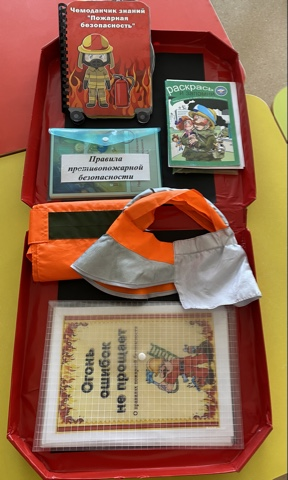 Чемоданчик знаний
"Пожарная
безопасность"
раскрась
Правила
противопожарной
безопасности
Огонь
ошибок
не прощает